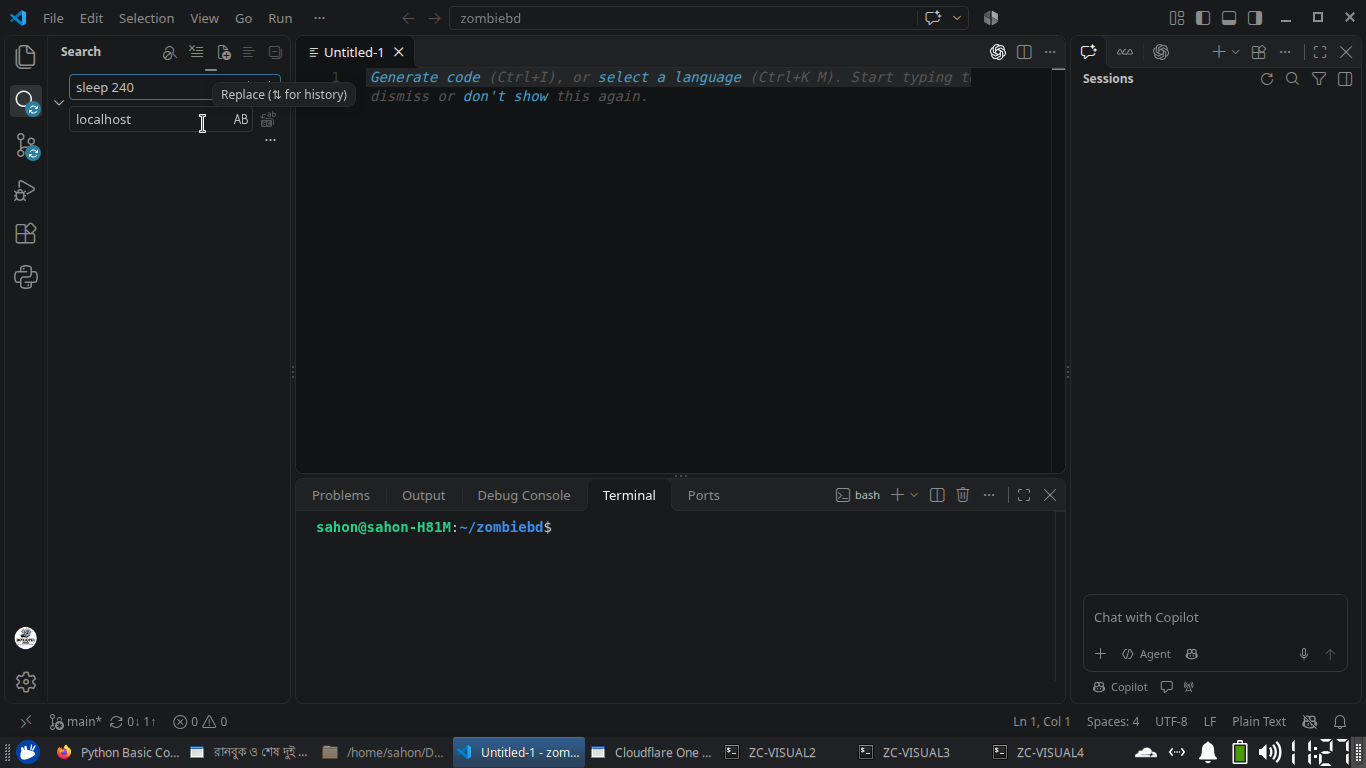 File Edit Selection View Go Run ···
zombiebd
Search
Untitled-1
Sessions
sleep 240
Replace (⇅ for history)
localhost
AB
1 Generate code (Ctrl+I), or select a language (Ctrl+K M). Start typing t
dismiss or don't show this again.
Problems Output Debug Console Terminal Ports bash
sahon@sahon-H81M:~/zombiebd$
Chat with Copilot
Agent
Copilot
main* 0↓ 1↑ 0 0 Ln 1, Col 1 Spaces: 4 UTF-8 LF Plain Text
Python Basic Co... রানবুক ও শেষ দুই ... /home/sahon/D... Untitled-1 - zom... Cloudflare One ... ZC-VISUAL2 ZC-VISUAL3 ZC-VISUAL4